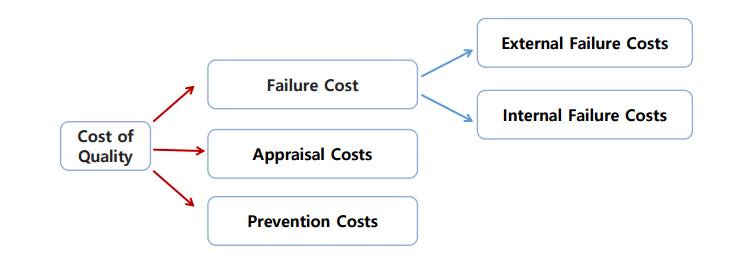 Cost of
Quality
Failure Cost
Appraisal Costs
Prevention Costs
External Failure Costs
Internal Failure Costs